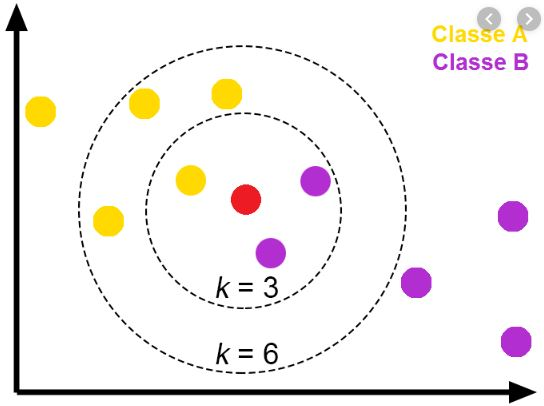 Classe A
Classe B
k = 3
k = 6